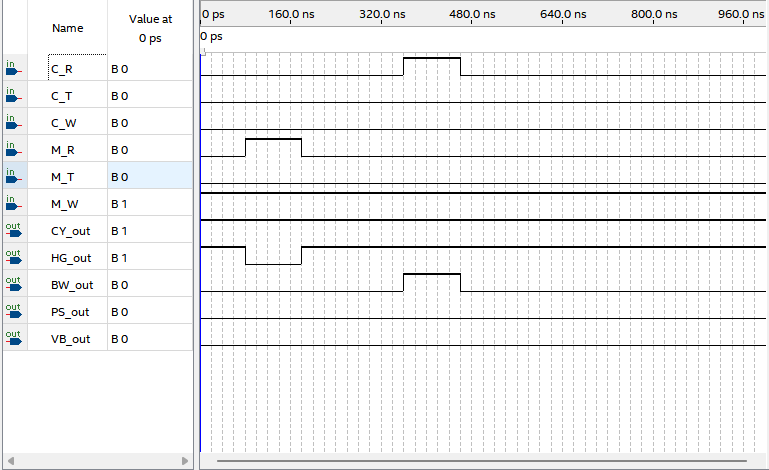 Name Value at 0 ps 160.0 ns 320.0 ns 480.0 ns 640.0 ns 800.0 ns 960.0 ns
0 ps
0 ps
in C_R B 0
in C_T B 0
in C_W B 0
in M_R B 0
in M_T B 0
in M_W B 1
out CY_out B 1
out HG_out B 1
out BW_out B 0
out PS_out B 0
out VB_out B 0